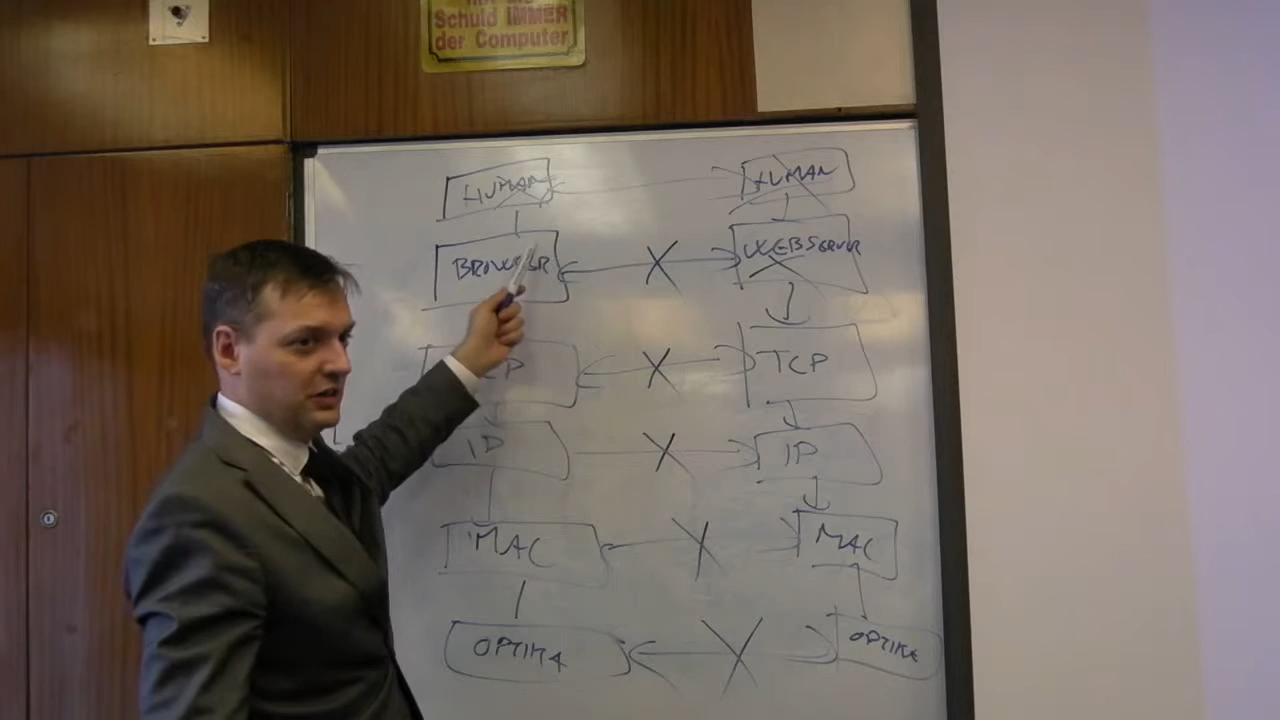 Schuld IMMER
der Computer
HUMAN HUMAN
BROWSER WEBSERVER
TCP
IP IP
MAC MAC
OPTIKA OPTIKA